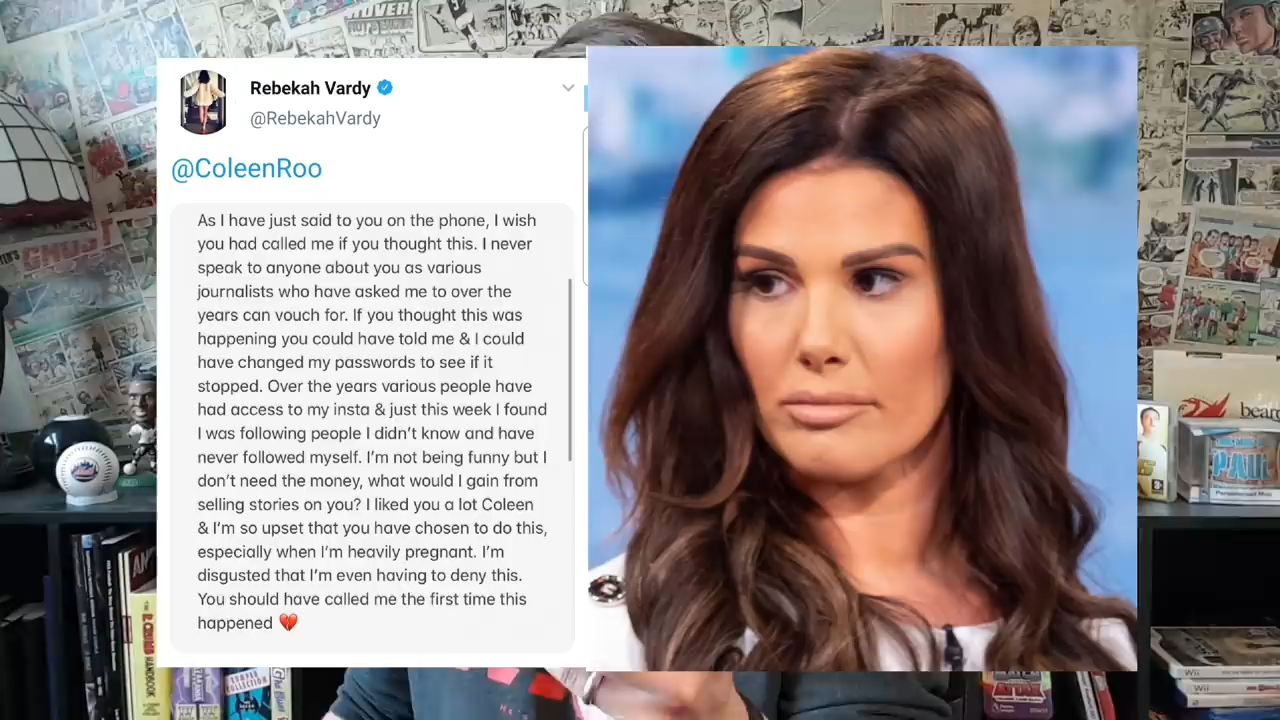 Rebekah Vardy
@RebekahVardy
@ColeenRoo
As I have just said to you on the phone, I wish
you had called me if you thought this. I never
speak to anyone about you as various
journalists who have asked me to over the
years can vouch for. If you thought this was
happening you could have told me & I could
have changed my passwords to see if it
stopped. Over the years various people have
had access to my insta & just this week I found
I was following people I didn’t know and have
never followed myself. I’m not being funny but I
don’t need the money, what would I gain from
selling stories on you? I liked you a lot Coleen
& I’m so upset that you have chosen to do this,
especially when I’m heavily pregnant. I’m
disgusted that I’m even having to deny this.
You should have called me the first time this
happened 💔
PAUL
Wii
Wii